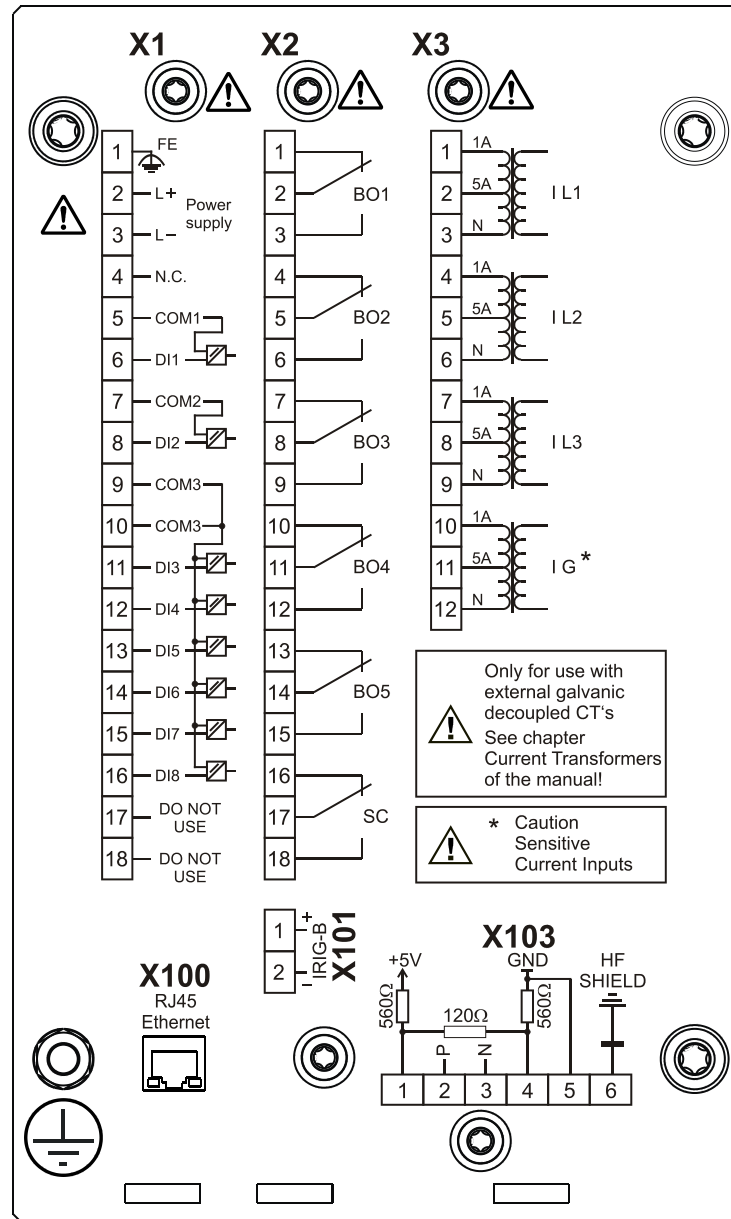 X1 X2 X3
1 FE
2 L+
Power
supply
3 L−
4 N.C.
5 COM1
6 DI1
7 COM2
8 DI2
9 COM3
10 COM3
11 DI3
12 DI4
13 DI5
14 DI6
15 DI7
16 DI8
17 DO NOT
USE
18 DO NOT
USE
1
2 BO1
3
4
5 BO2
6
7
8 BO3
9
10
11 BO4
12
13
14 BO5
15
16
17 SC
18
1 1A
2 5A I L1
3 N
4 1A
5 5A I L2
6 N
7 1A
8 5A I L3
9 N
10 1A
11 5A I G*
12 N
Only for use with
external galvanic
decoupled CT's
See chapter
Current Transformers
of the manual!
* Caution
Sensitive
Current Inputs
1 +
2 −
IRIG-B
X101
X100
RJ45
Ethernet
X103
+5V GND HF
SHIELD
560Ω 120Ω 560Ω
P N
1 2 3 4 5 6